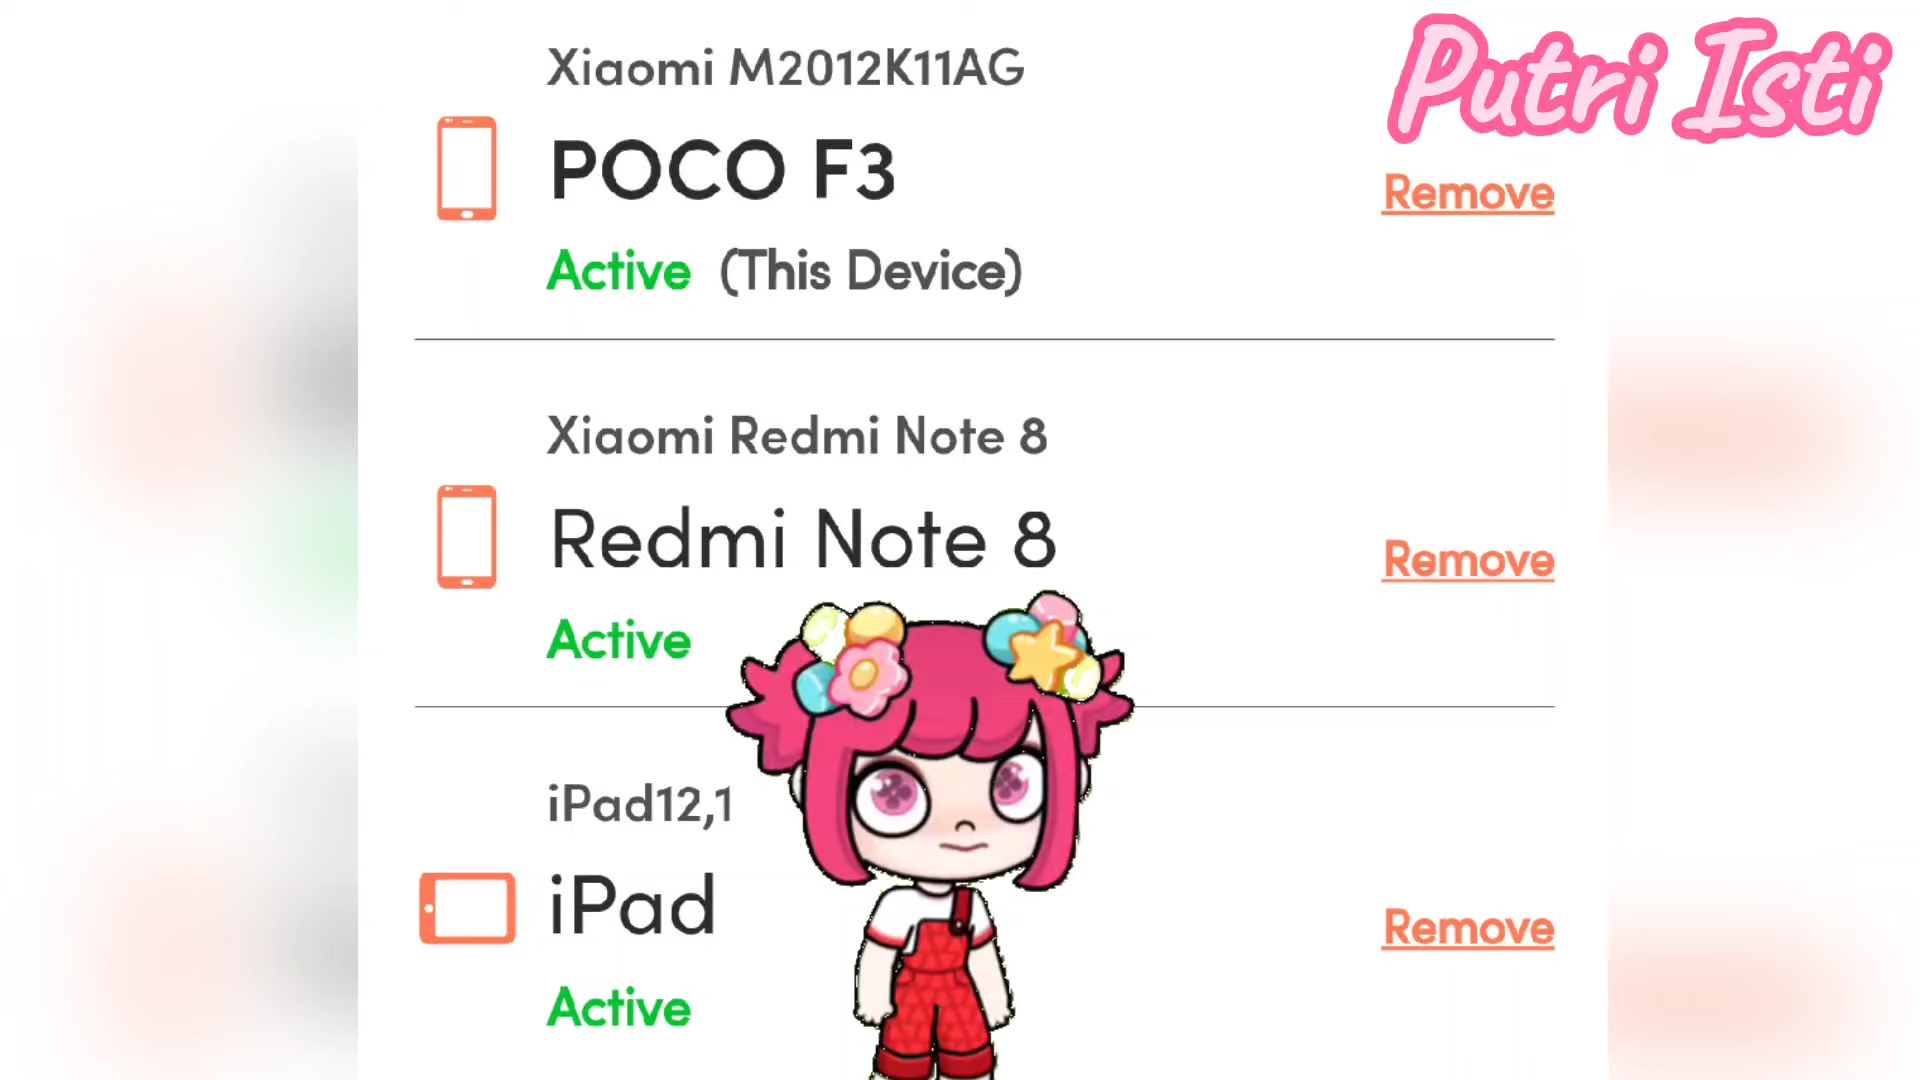 Putri Isti
Xiaomi M2012K11AG
POCO F3
Remove
Active (This Device)
Xiaomi Redmi Note 8
Redmi Note 8
Remove
Active
iPad12,1
iPad
Remove
Active